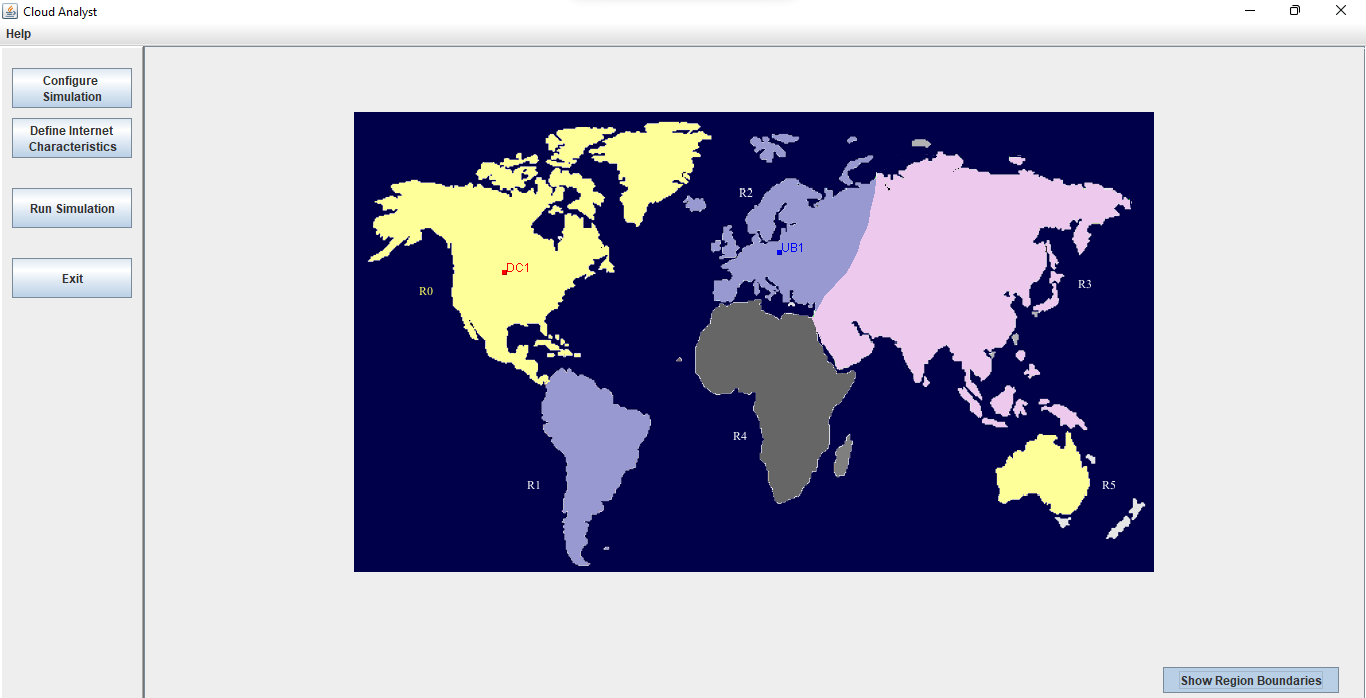 Cloud Analyst
Help
Configure
Simulation
Define Internet
Characteristics
Run Simulation
Exit
R2
UB1
DC1
R0
R3
R4
R1
R5
Show Region Boundaries